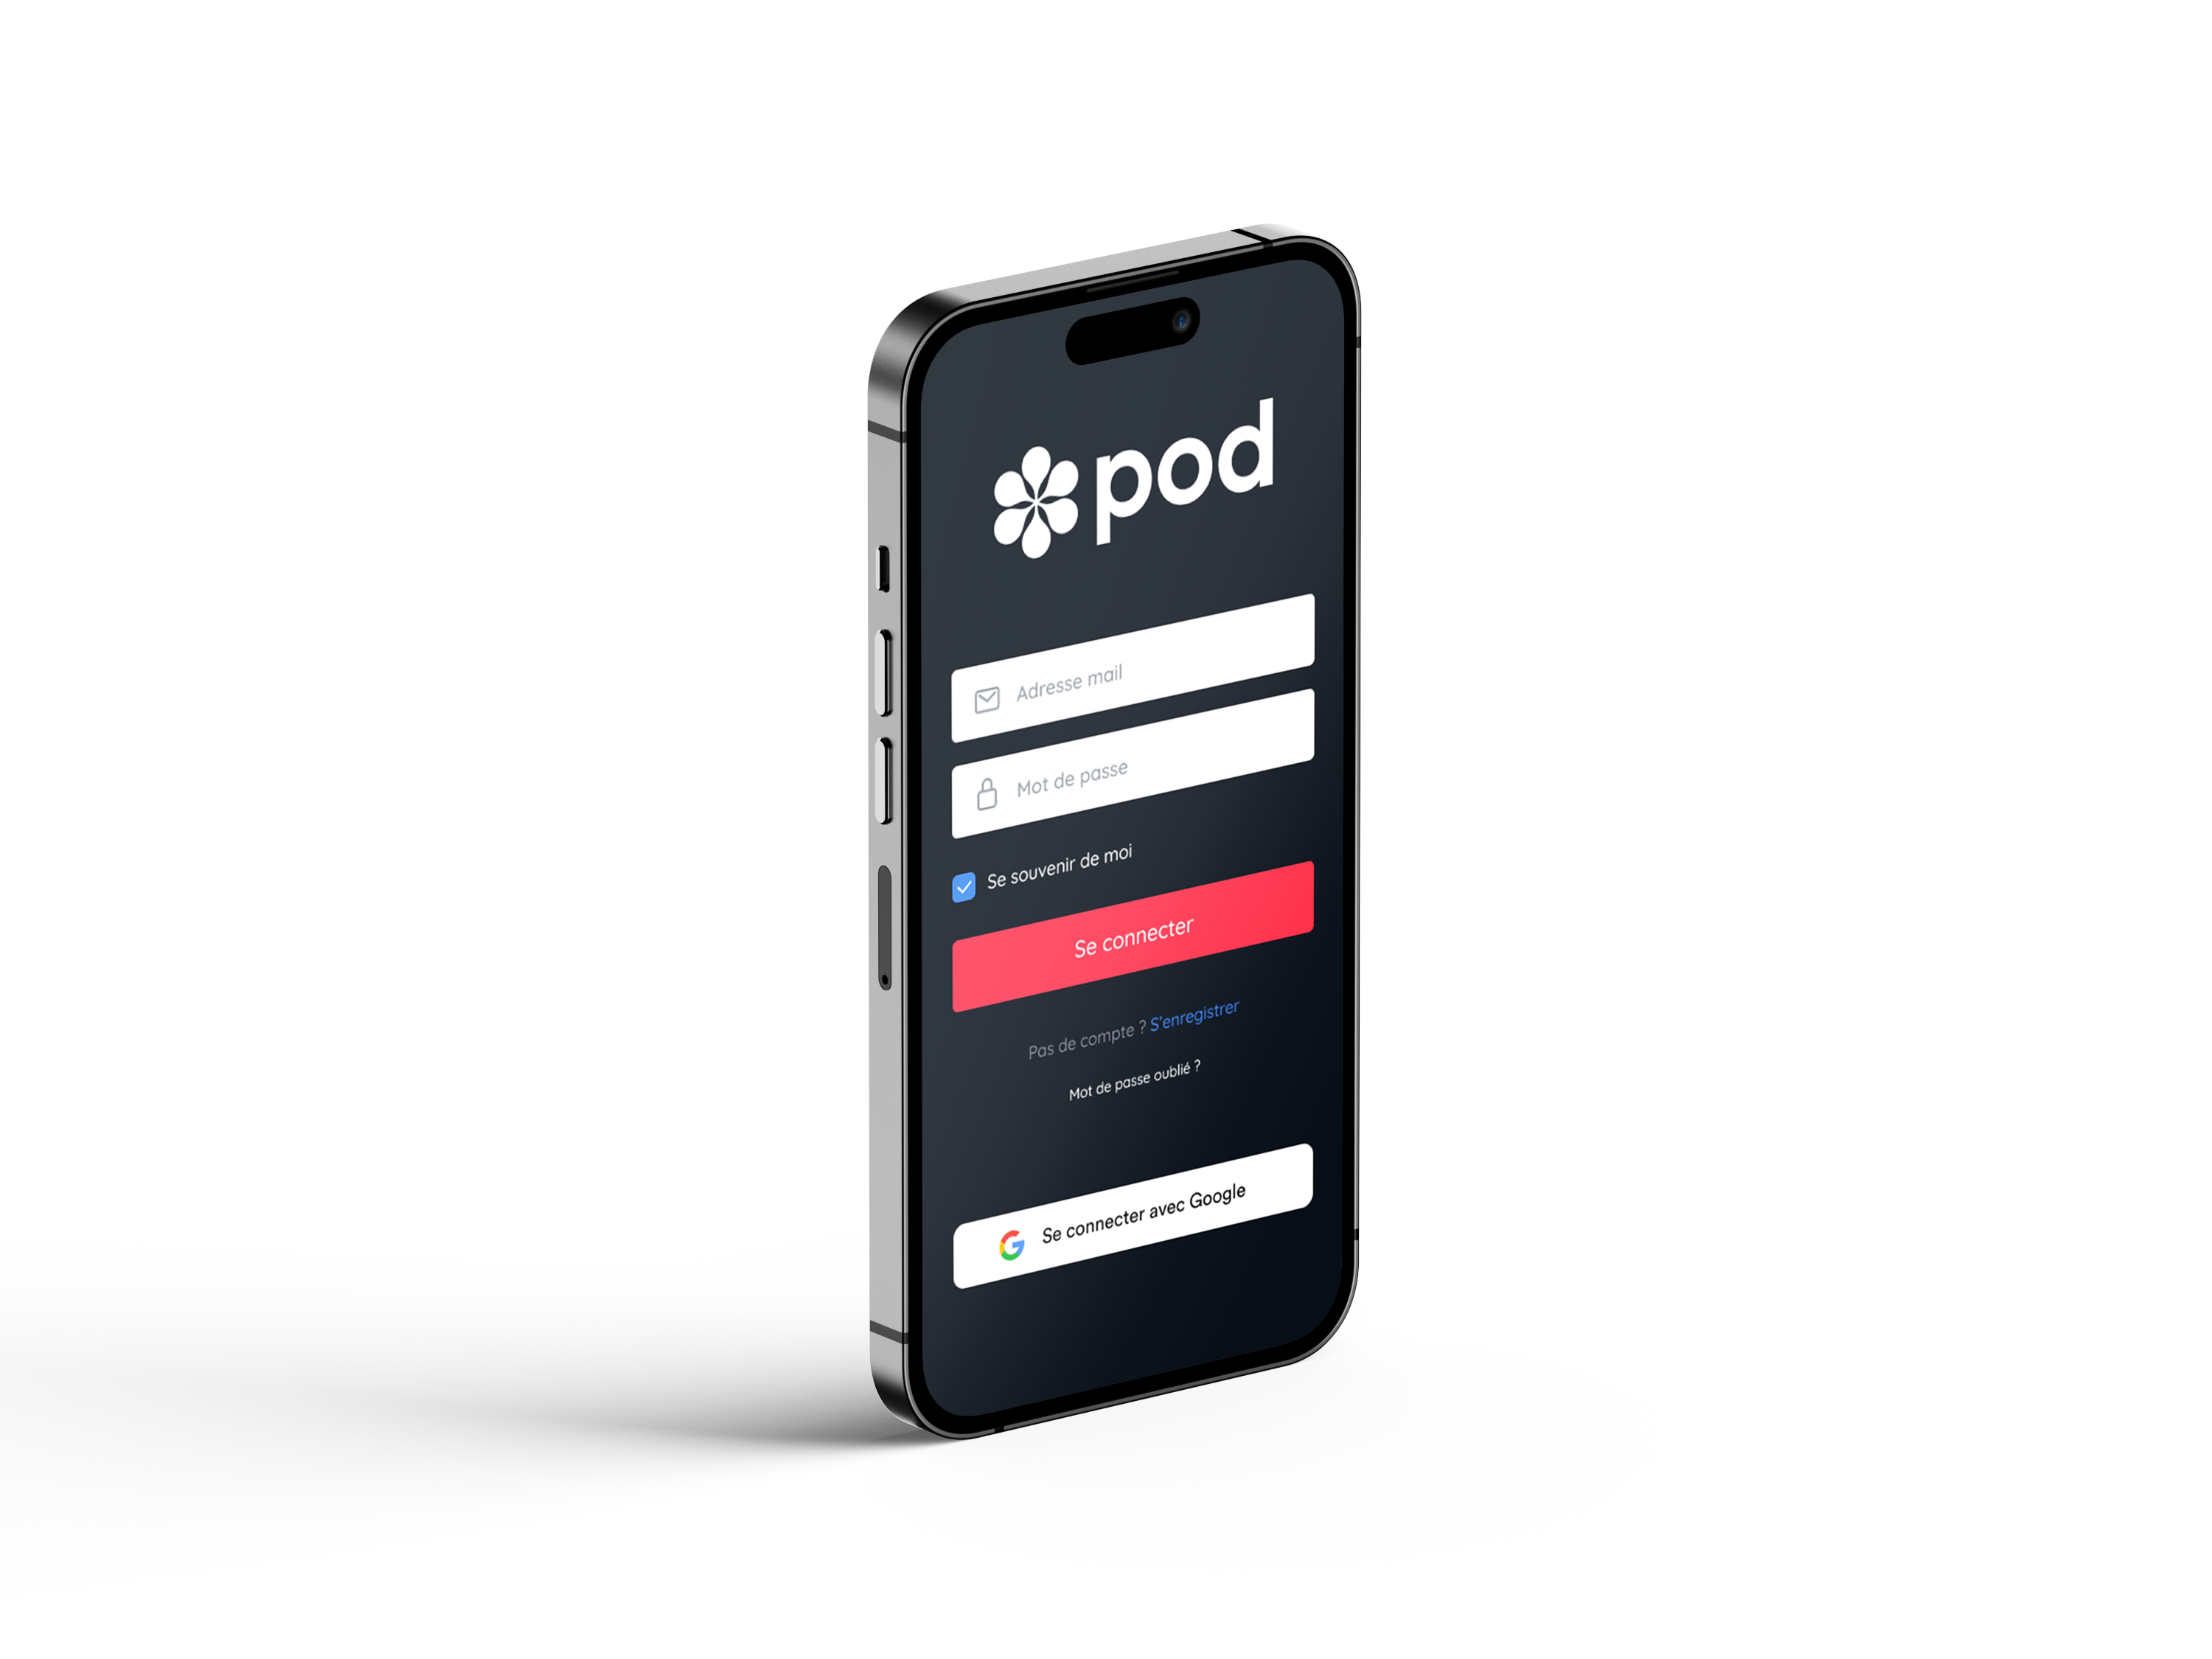 pod
Adresse mail
Mot de passe
Se souvenir de moi
Se connecter
Pas de compte ? S'enregistrer
Mot de passe oublié ?
Se connecter avec Google